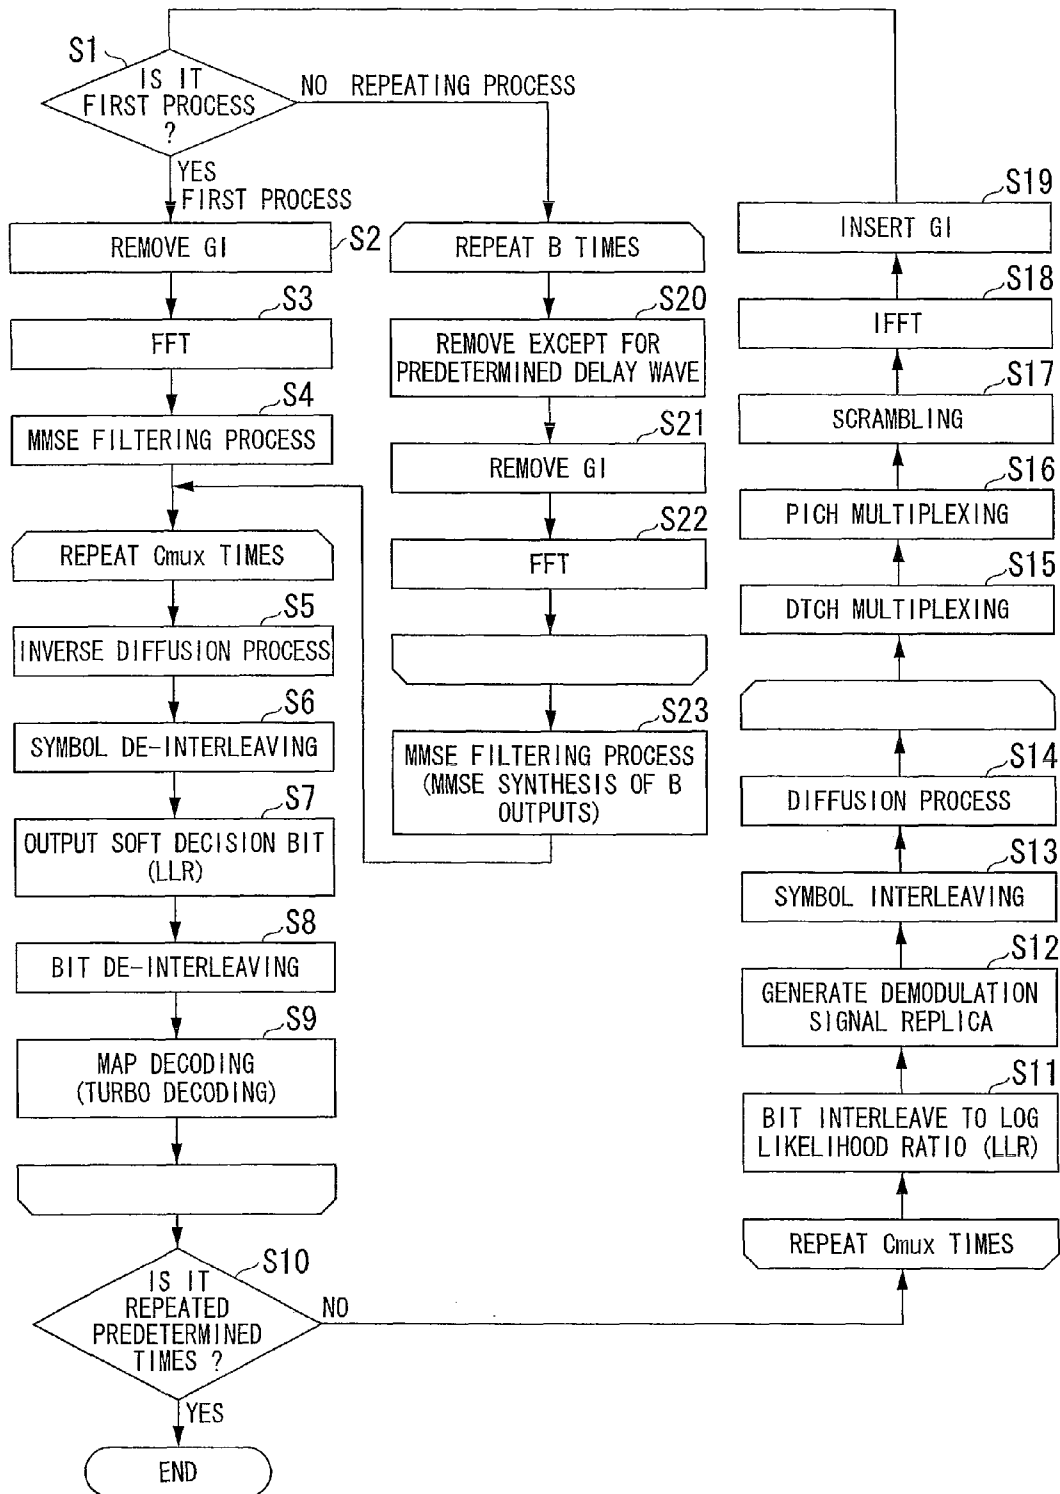 S1
IS IT
FIRST PROCESS
?
NO REPEATING PROCESS
YES
FIRST PROCESS
REMOVE GI
S2
S3
FFT
S4
MMSE FILTERING PROCESS
REPEAT Cmux TIMES
S5
INVERSE DIFFUSION PROCESS
S6
SYMBOL DE-INTERLEAVING
S7
OUTPUT SOFT DECISION BIT
(LLR)
S8
BIT DE-INTERLEAVING
S9
MAP DECODING
(TURBO DECODING)
S10
IS IT
REPEATED
PREDETERMINED
TIMES ?
NO
YES
END
REPEAT B TIMES
S20
REMOVE EXCEPT FOR
PREDETERMINED DELAY WAVE
S21
REMOVE GI
S22
FFT
S23
MMSE FILTERING PROCESS
(MMSE SYNTHESIS OF B
OUTPUTS)
S19
INSERT GI
S18
IFFT
S17
SCRAMBLING
S16
PICH MULTIPLEXING
S15
DTCH MULTIPLEXING
S14
DIFFUSION PROCESS
S13
SYMBOL INTERLEAVING
S12
GENERATE DEMODULATION
SIGNAL REPLICA
S11
BIT INTERLEAVE TO LOG
LIKELIHOOD RATIO (LLR)
REPEAT Cmux TIMES